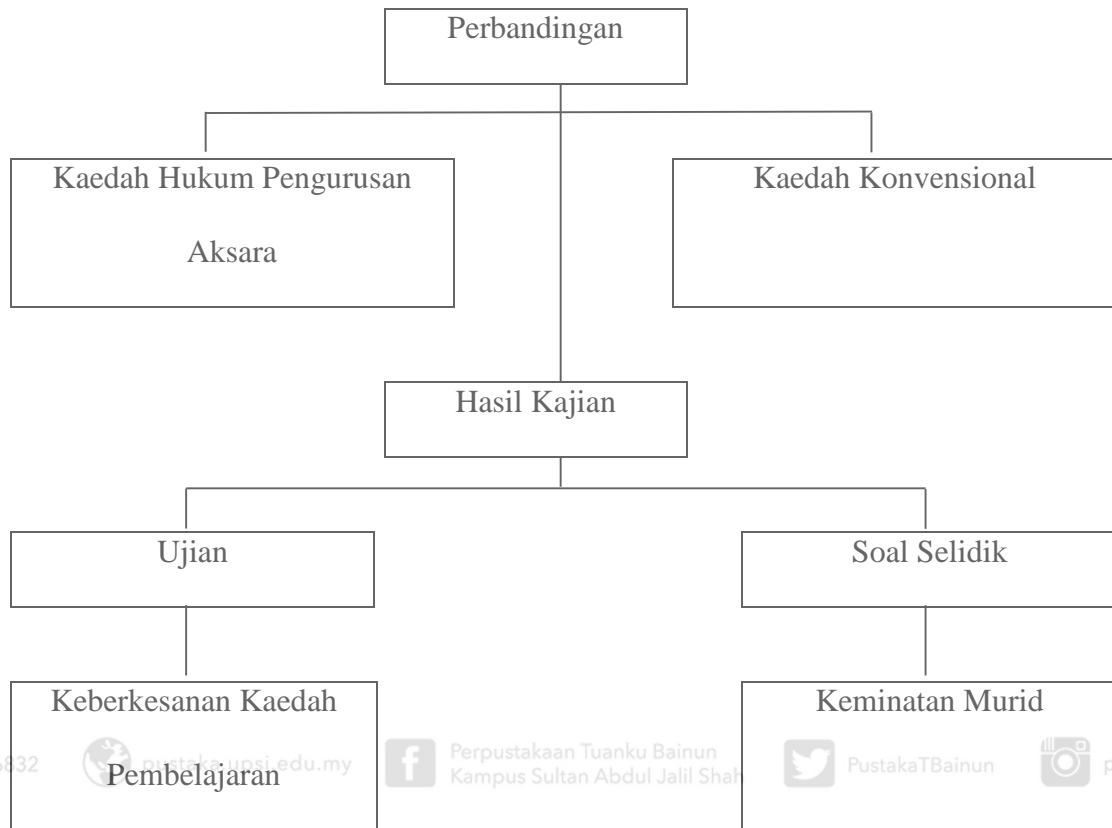 Perbandingan
Kaedah Hukum Pengurusan
Aksara
Kaedah Konvensional
Hasil Kajian
Ujian
Soal Selidik
Keberkesanan Kaedah
Pembelajaran
Keminatan Murid
832
pustaka.upsi.edu.my
Perpustakaan Tuanku Bainun
Kampus Sultan Abdul Jalil Shah
PustakaTBainun
p